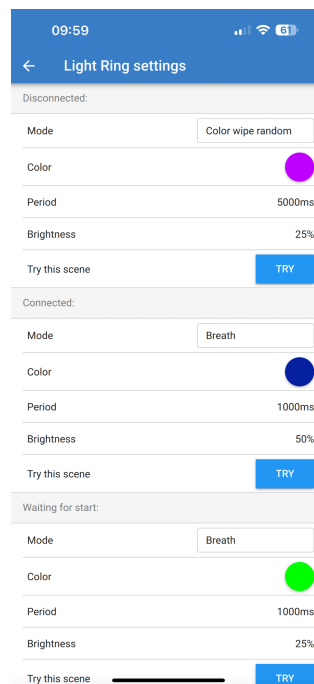 09:59
61
Light Ring settings
Disconnected:
Mode Color wipe random
Color
Period 5000ms
Brightness 25%
Try this scene TRY
Connected:
Mode Breath
Color
Period 1000ms
Brightness 50%
Try this scene TRY
Waiting for start:
Mode Breath
Color
Period 1000ms
Brightness 25%
Try this scene TRY